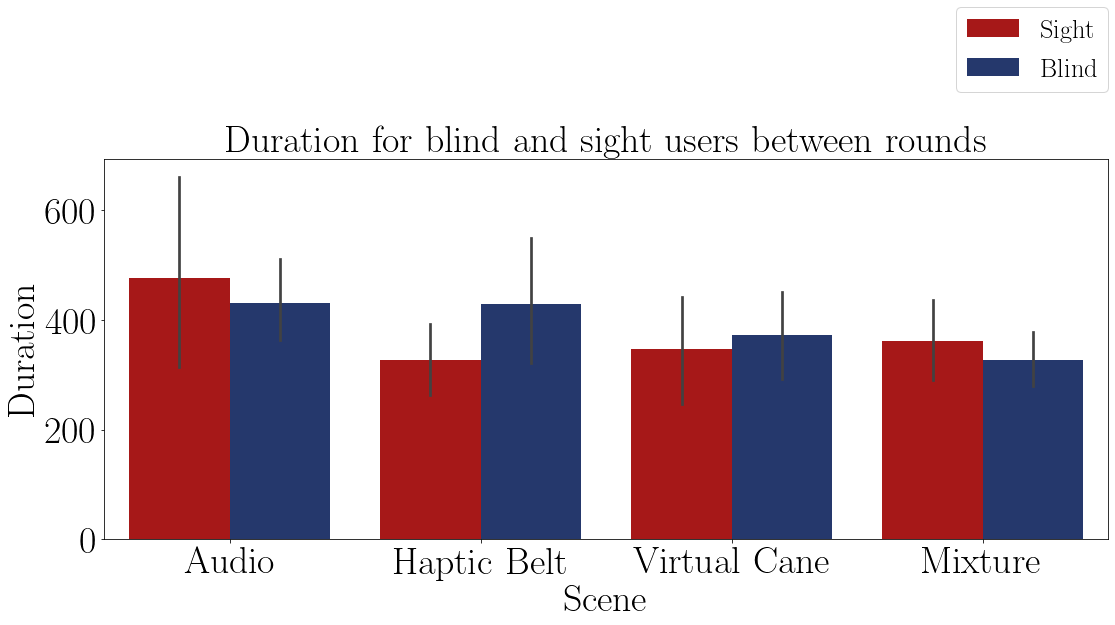 Sight
Blind
Duration for blind and sight users between rounds
600
400
200
0
Duration
Audio
Haptic Belt
Virtual Cane
Mixture
Scene